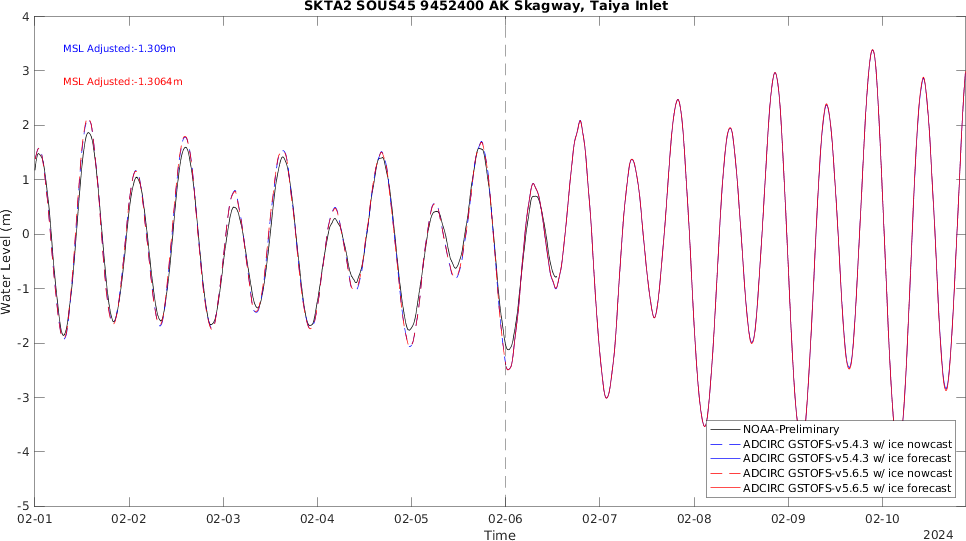 SKTA2 SOUS45 9452400 AK Skagway, Taiya Inlet
MSL Adjusted:-1.309m
MSL Adjusted:-1.3064m
Water Level (m)
4
3
2
1
0
-1
-2
-3
-4
-5
NOAA-Preliminary
ADCIRC GSTOFS-v5.4.3 w/ ice nowcast
ADCIRC GSTOFS-v5.4.3 w/ ice forecast
ADCIRC GSTOFS-v5.6.5 w/ ice nowcast
ADCIRC GSTOFS-v5.6.5 w/ ice forecast
02-01 02-02 02-03 02-04 02-05 02-06 02-07 02-08 02-09 02-10
Time
2024